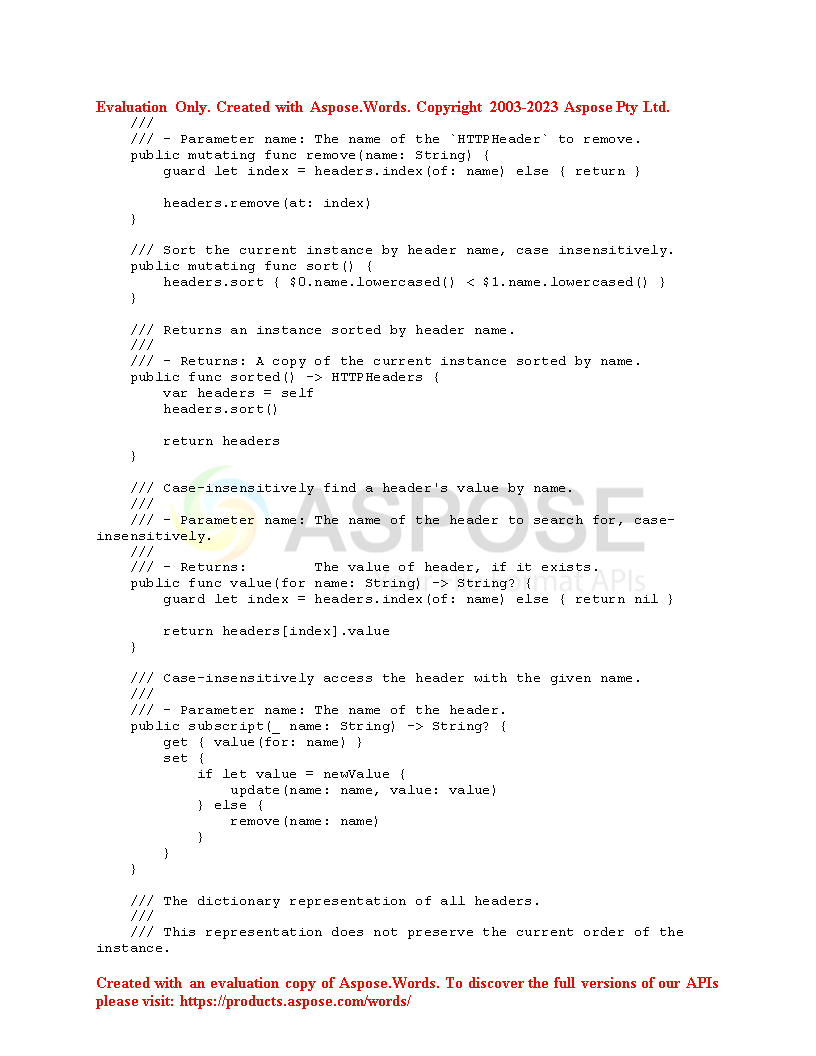 Evaluation Only. Created with Aspose.Words. Copyright 2003-2023 Aspose Pty Ltd.
///
/// - Parameter name: The name of the `HTTPHeader` to remove.
public mutating func remove(name: String) {
guard let index = headers.index(of: name) else { return }
headers.remove(at: index)
}
/// Sort the current instance by header name, case insensitively.
public mutating func sort() {
headers.sort { $0.name.lowercased() < $1.name.lowercased() }
}
/// Returns an instance sorted by header name.
///
/// - Returns: A copy of the current instance sorted by name.
public func sorted() -> HTTPHeaders {
var headers = self
headers.sort()
return headers
}
/// Case-insensitively find a header's value by name.
///
/// - Parameter name: The name of the header to search for, case-
insensitively.
///
/// - Returns:        The value of header, if it exists.
public func value(for name: String) -> String? {
guard let index = headers.index(of: name) else { return nil }
return headers[index].value
}
/// Case-insensitively access the header with the given name.
///
/// - Parameter name: The name of the header.
public subscript(_ name: String) -> String? {
get { value(for: name) }
set {
if let value = newValue {
update(name: name, value: value)
} else {
remove(name: name)
}
}
}
/// The dictionary representation of all headers.
///
/// This representation does not preserve the current order of the
instance.
ASPOSE
Created with an evaluation copy of Aspose.Words. To discover the full versions of our APIs
please visit: https://products.aspose.com/words/